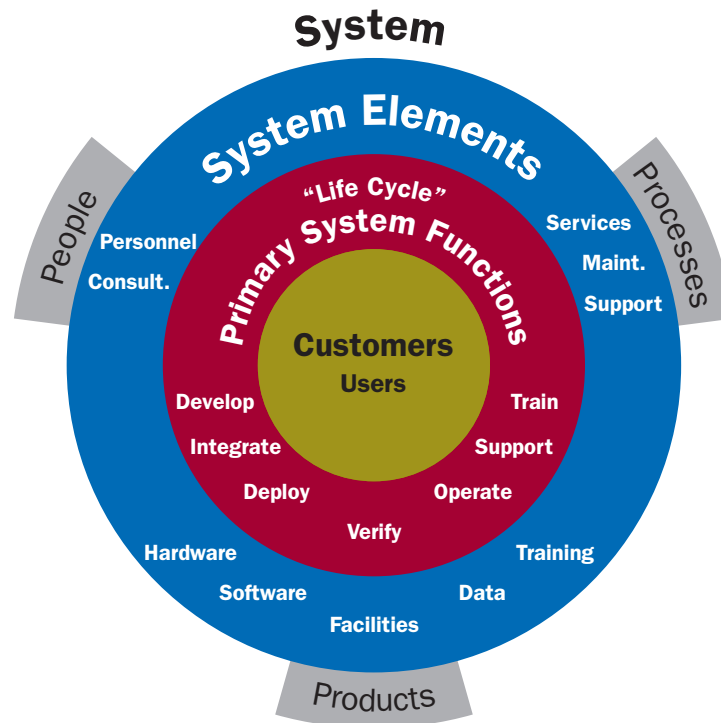 System
System Elements
People
Processes
“Life Cycle”
Primary System Functions
Personnel
Consult.
Services
Maint.
Support
Customers
Users
Develop
Integrate
Deploy
Verify
Operate
Support
Train
Hardware
Software
Facilities
Data
Training
Products